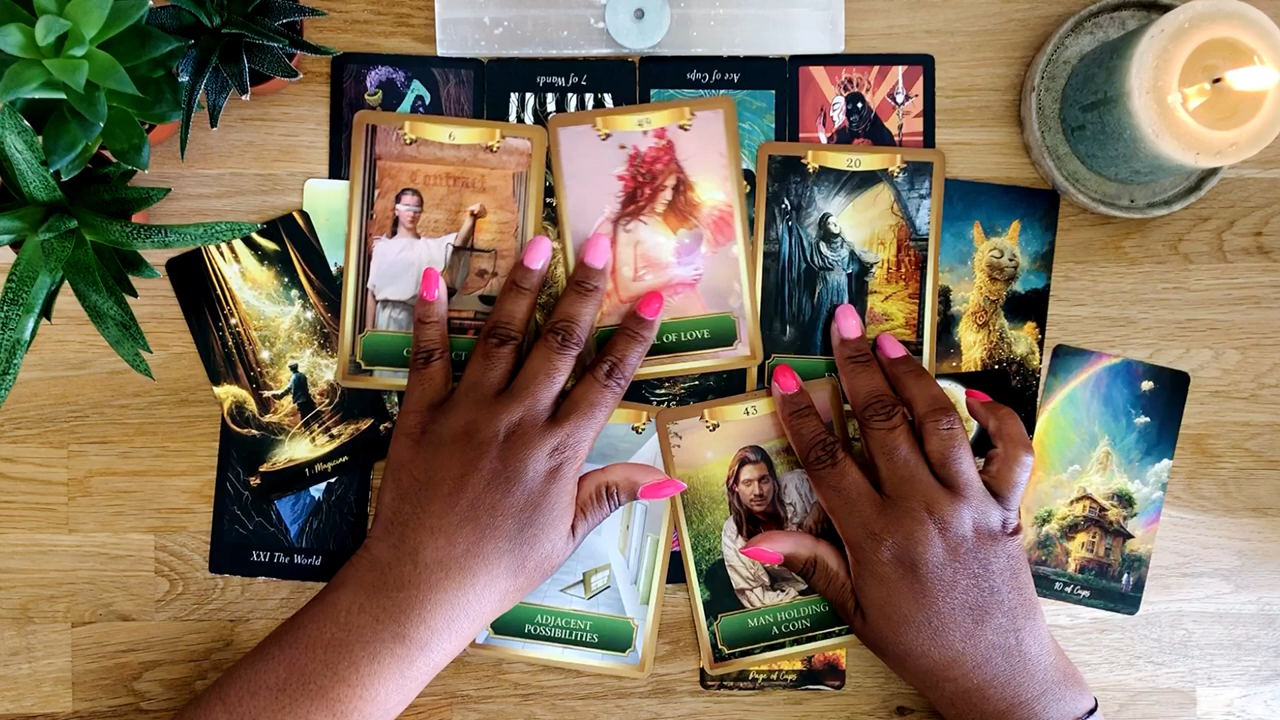 7 of Wands
Ace of Cups
6
Contract
20
OF LOVE
43
1. Magician
XXI The World
10 of Cups
ADJACENT
POSSIBILITIES
MAN HOLDING
A COIN
Page of Cups